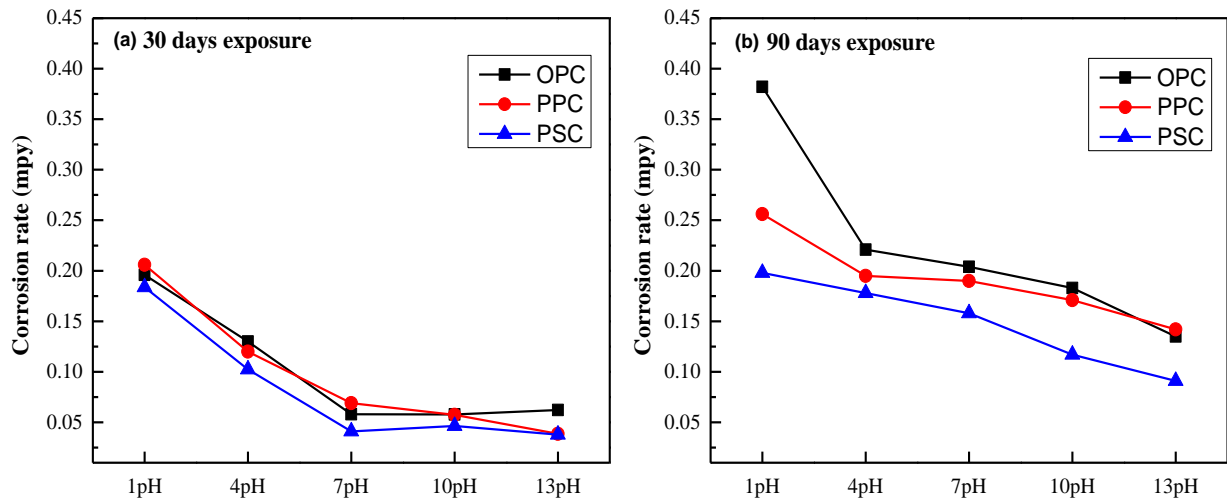 (a) 30 days exposure
OPC
PPC
PSC
Corrosion rate (mpy)
0.45
0.40
0.35
0.30
0.25
0.20
0.15
0.10
0.05
1pH 4pH 7pH 10pH 13pH
(b) 90 days exposure
OPC
PPC
PSC
Corrosion rate (mpy)
0.45
0.40
0.35
0.30
0.25
0.20
0.15
0.10
0.05
1pH 4pH 7pH 10pH 13pH